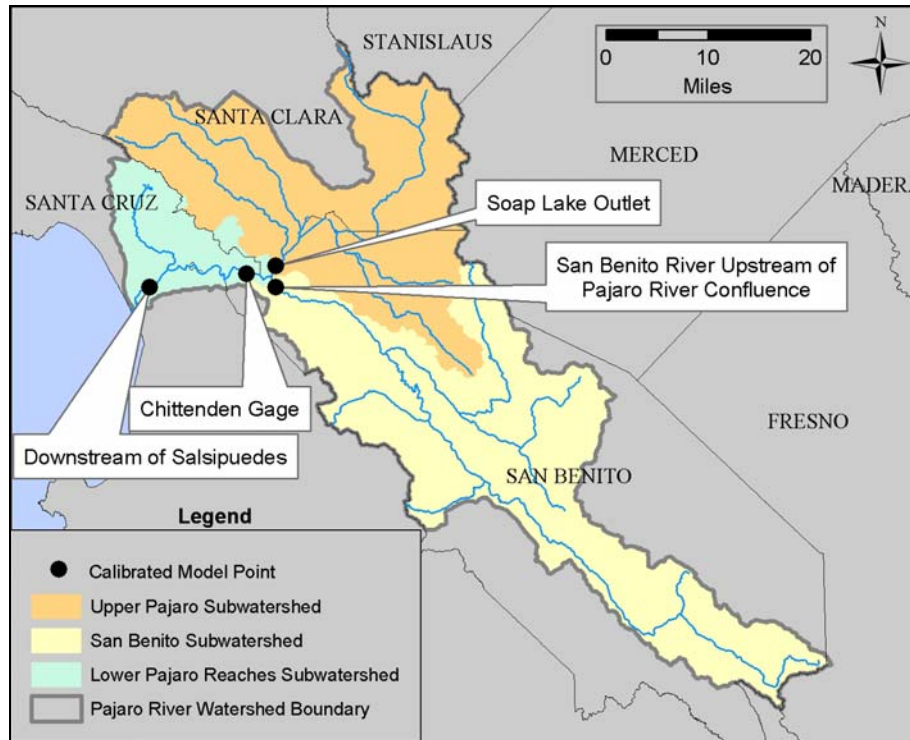 STANISLAUS
N
0 10 20
Miles
SANTA CLARA
MERCED
MADERA
SANTA CRUZ
Soap Lake Outlet
San Benito River Upstream of
Pajaro River Confluence
Chittenden Gage
Downstream of Salsipuedes
FRESNO
SAN BENITO
Legend
Calibrated Model Point
Upper Pajaro Subwatershed
San Benito Subwatershed
Lower Pajaro Reaches Subwatershed
Pajaro River Watershed Boundary